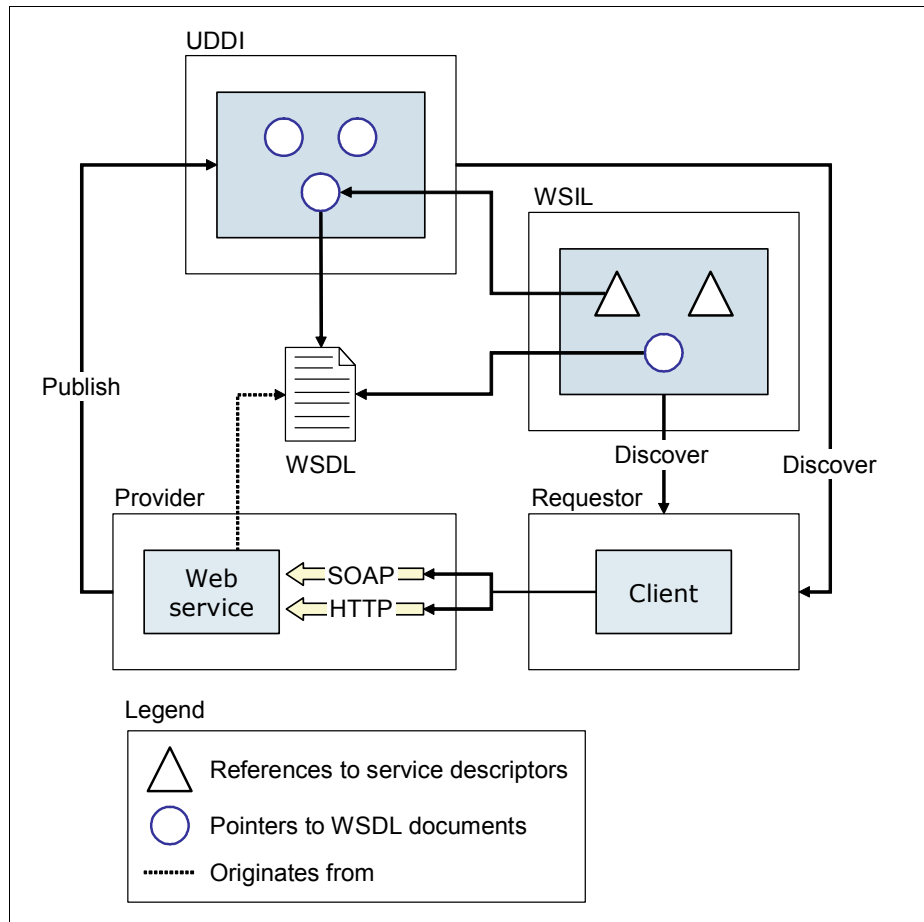 UDDI
WSIL
Publish
WSDL
Discover
Discover
Provider
Requestor
Web
service
SOAP
HTTP
Client
Legend
References to service descriptors
Pointers to WSDL documents
Originates from